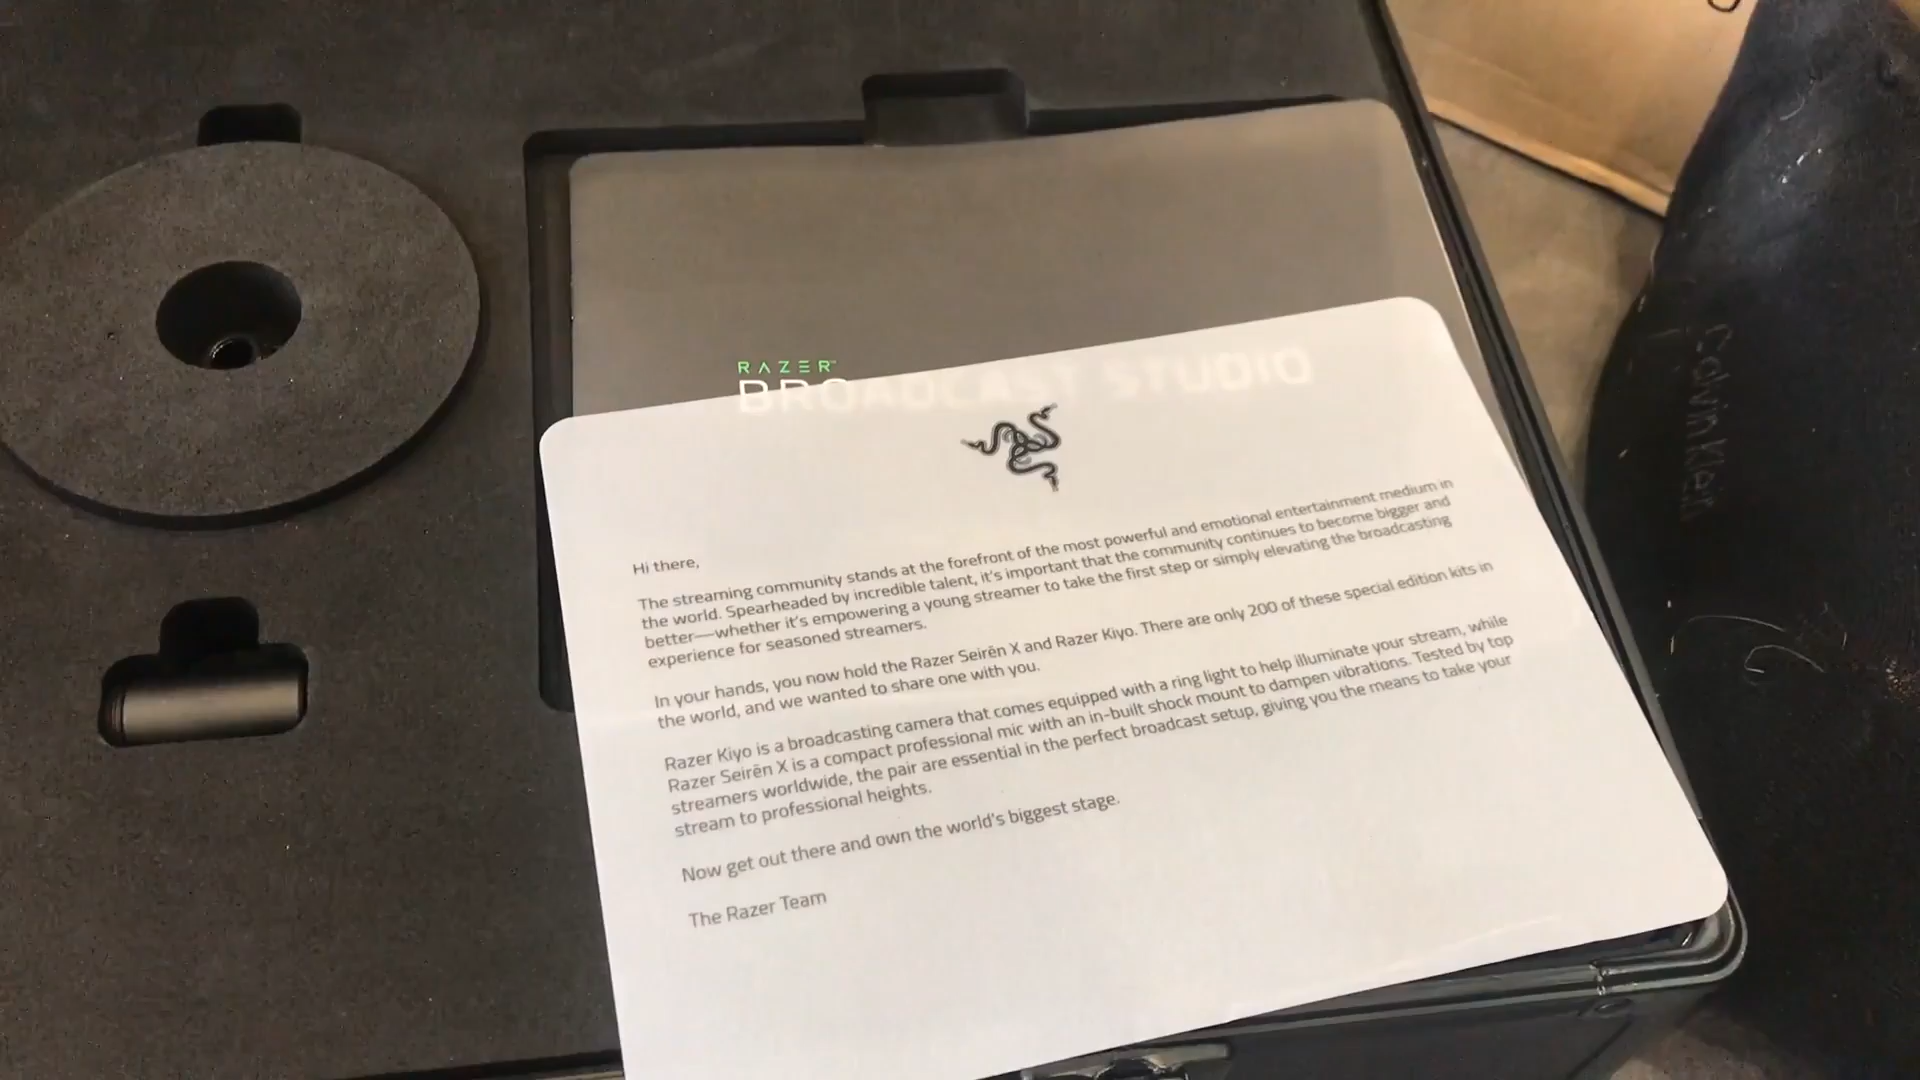 RAZER™
BROADCAST STUDIO
Hi there,
The streaming community stands at the forefront of the most powerful and emotional entertainment medium in
the world. Spearheaded by incredible talent, it's important that the community continues to become bigger and
better—whether it's empowering a young streamer to take the first step or simply elevating the broadcasting
experience for seasoned streamers.
In your hands, you now hold the Razer Seirēn X and Razer Kiyo. There are only 200 of these special edition kits in
the world, and we wanted to share one with you.
Razer Kiyo is a broadcasting camera that comes equipped with a ring light to help illuminate your stream, while
Razer Seirēn X is a compact professional mic with an in-built shock mount to dampen vibrations. Tested by top
streamers worldwide, the pair are essential in the perfect broadcast setup, giving you the means to take your
stream to professional heights.
Now get out there and own the world's biggest stage.
The Razer Team
Calvin Klein